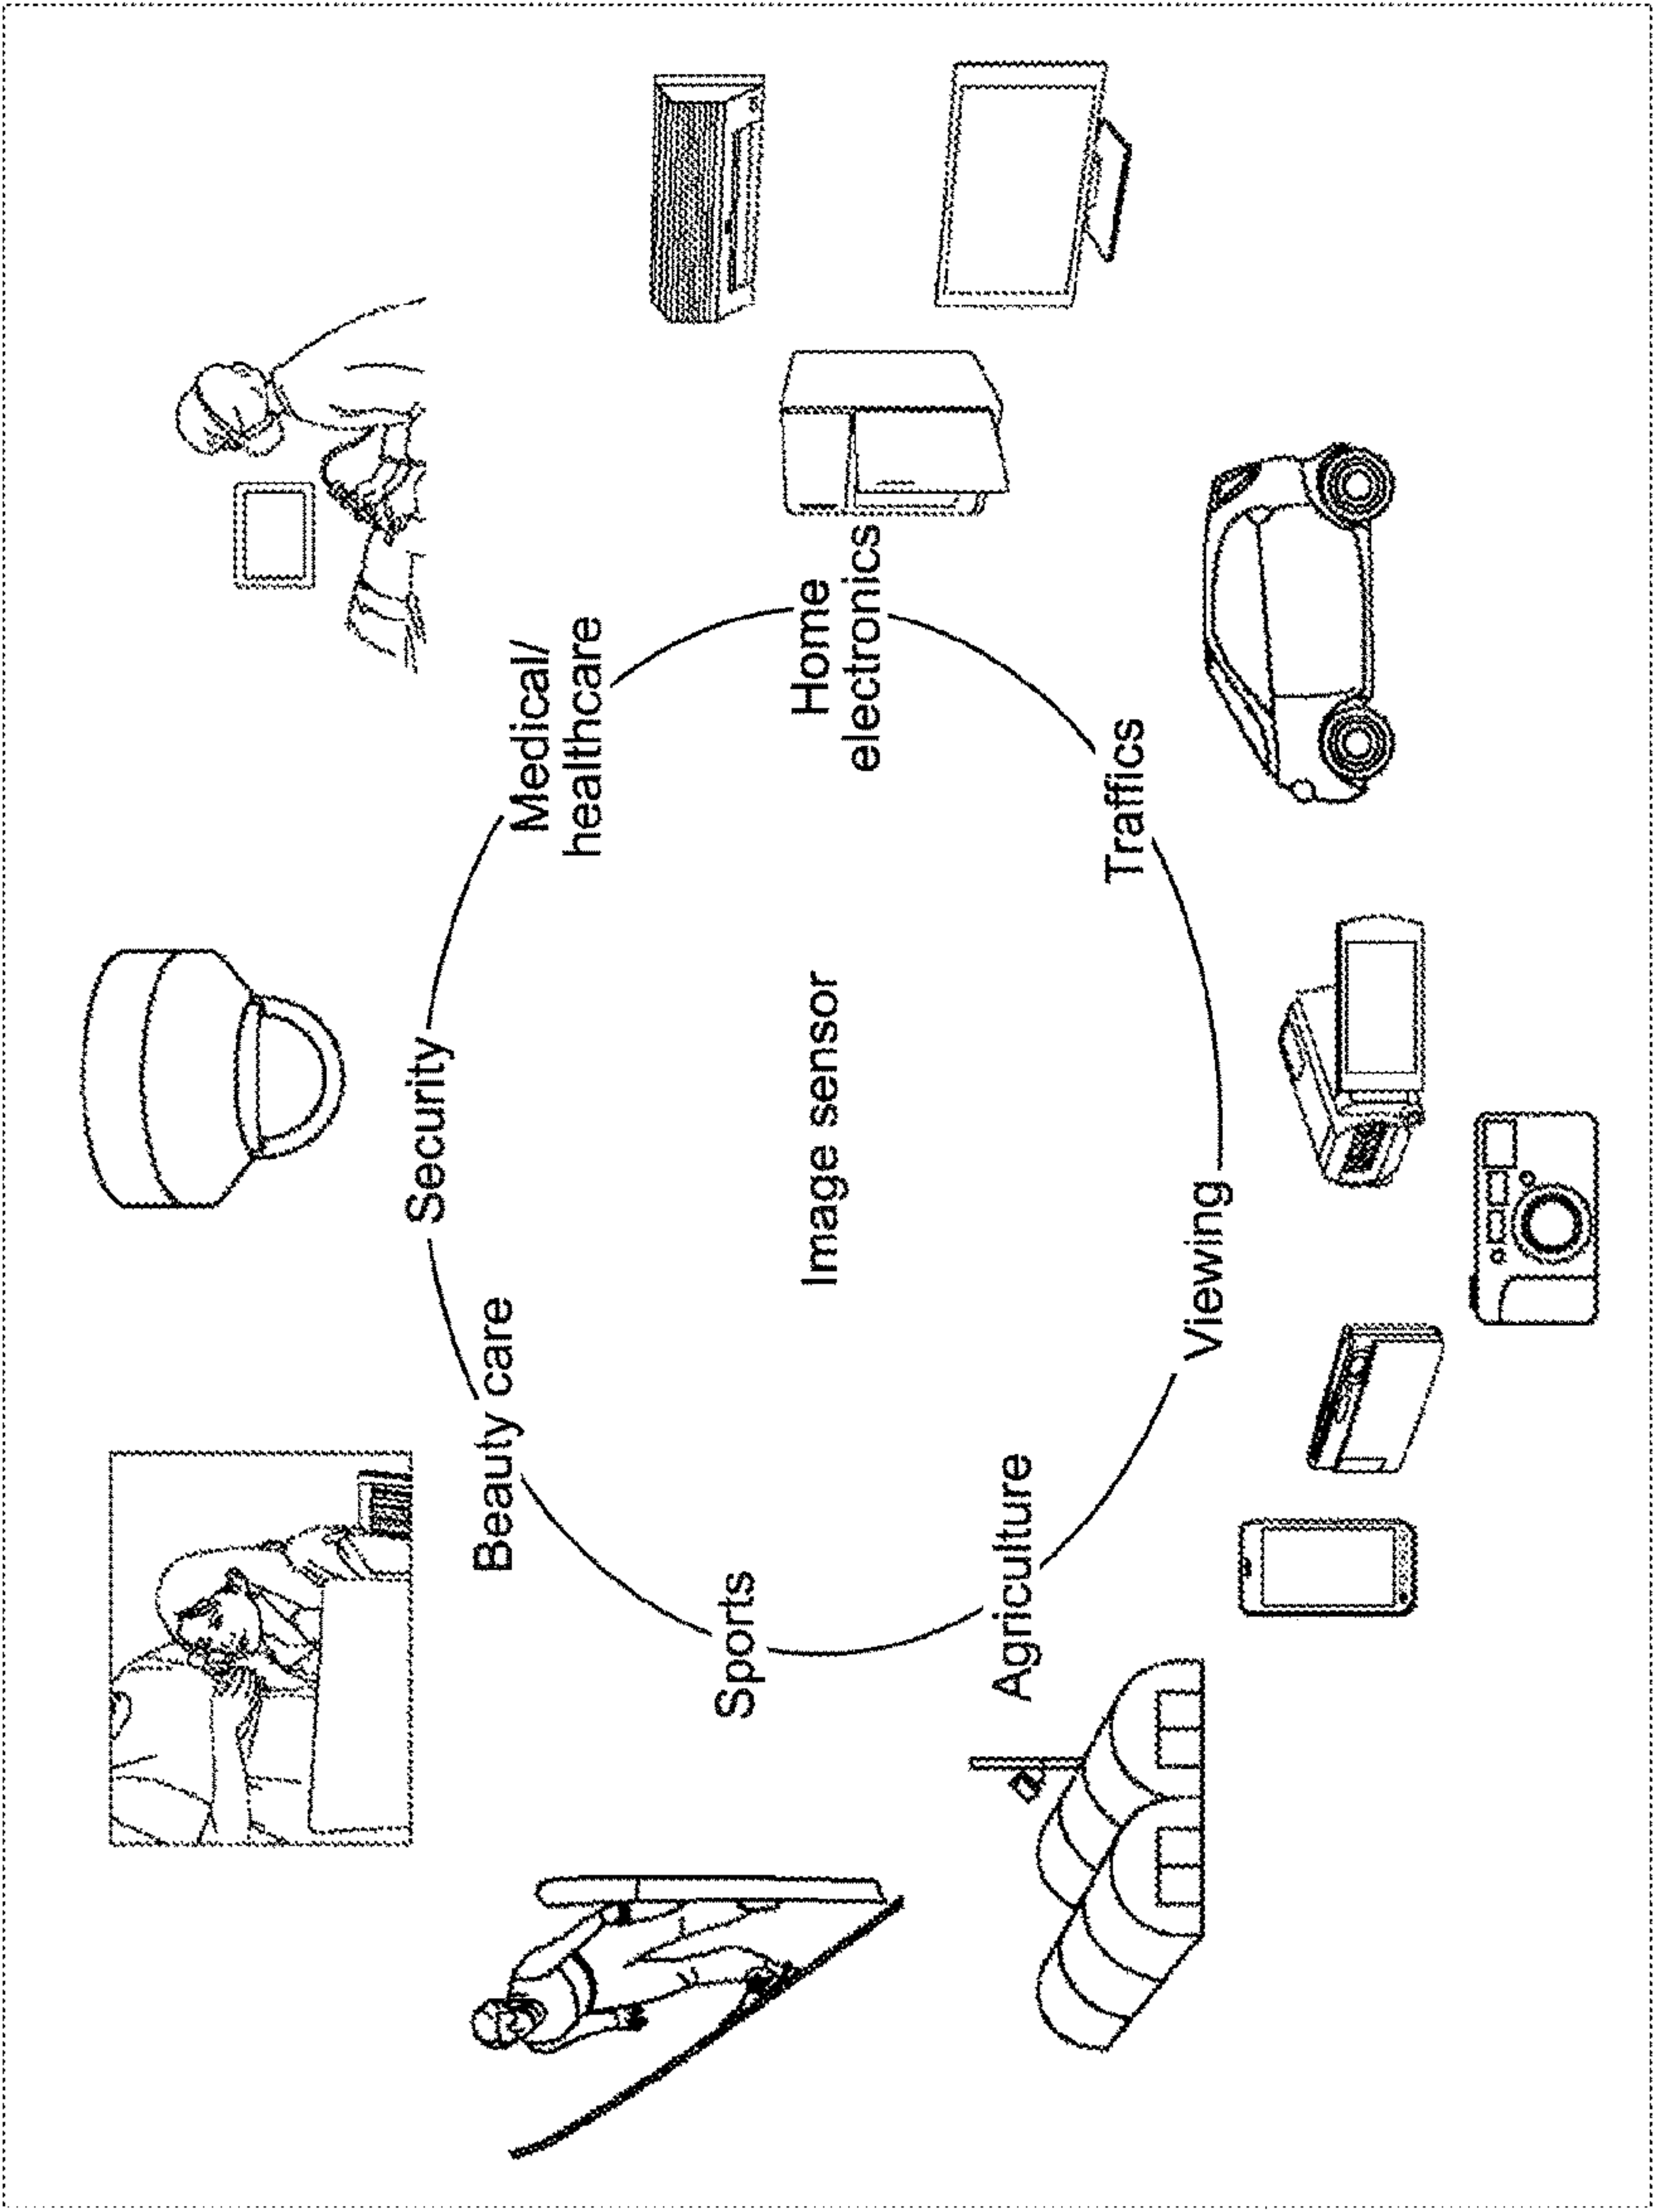 Security
Medical/
healthcare
Beauty care
Home
electronics
Image sensor
Sports
Traffics
Agriculture
Viewing